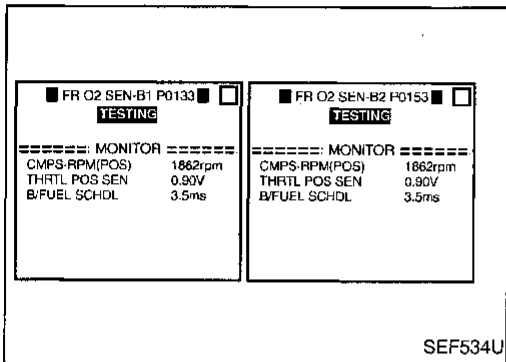 FR O2 SEN-B1 P0133
TESTING
====== MONITOR ======
CMPS-RPM(POS) 1862rpm
THRTL POS SEN 0.90V
B/FUEL SCHDL 3.5ms
FR O2 SEN-B2 P0153
TESTING
====== MONITOR ======
CMPS-RPM(POS) 1862rpm
THRTL POS SEN 0.90V
B/FUEL SCHDL 3.5ms
SEF534U